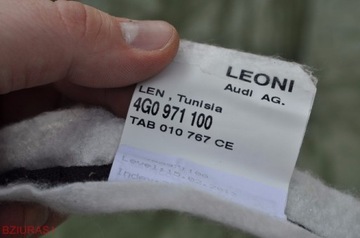 LEONI
Audi AG.
LEN, Tunisia
4G0 971 100
TAB 010 767 CE
BZIURAS